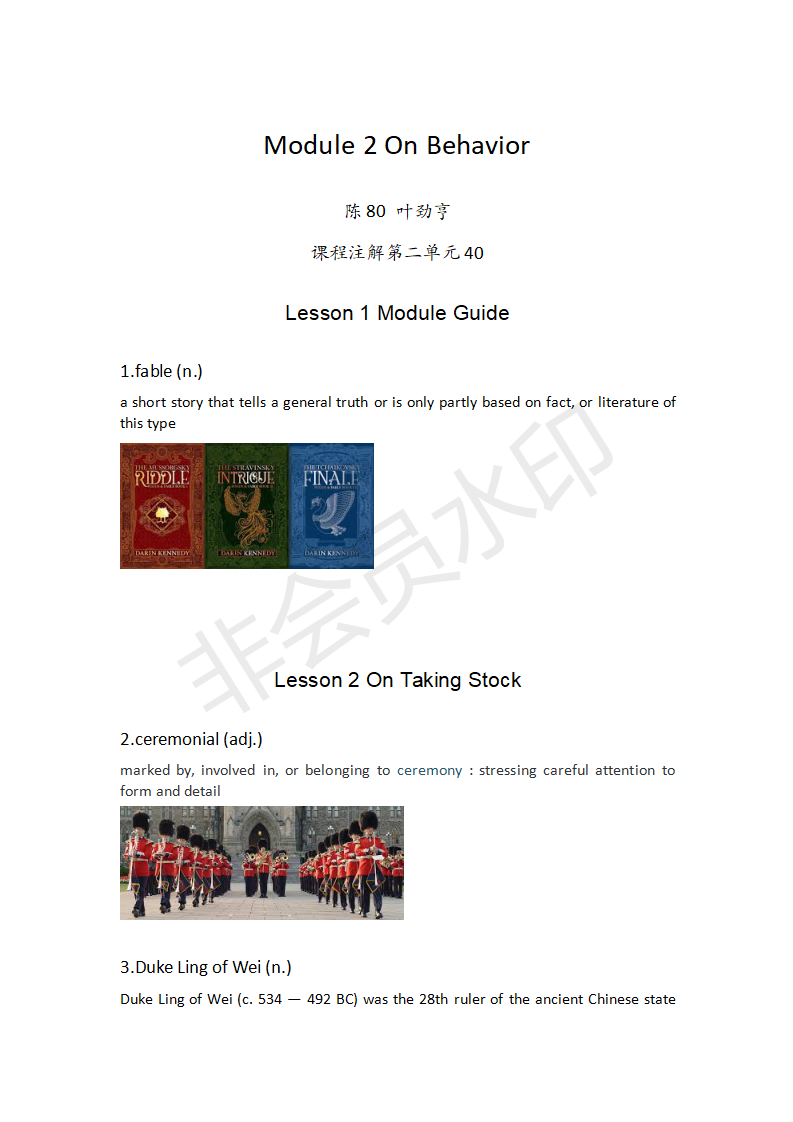 Module 2 On Behavior
陈 80 叶劲亨
课程注解第二单元 40
Lesson 1 Module Guide
1.fable (n.)
a short story that tells a general truth or is only partly based on fact, or literature of
this type
THE MUSSORGSKY
RIDDLE
DARIN KENNEDY
THE STRAVINSKY
INTRIGUE
DARIN KENNEDY
THE TCHAIKOVSKY
FINALE
DARIN KENNEDY
非会员水印
Lesson 2 On Taking Stock
2.ceremonial (adj.)
marked by, involved in, or belonging to ceremony : stressing careful attention to
form and detail
3.Duke Ling of Wei (n.)
Duke Ling of Wei (c. 534 — 492 BC) was the 28th ruler of the ancient Chinese state